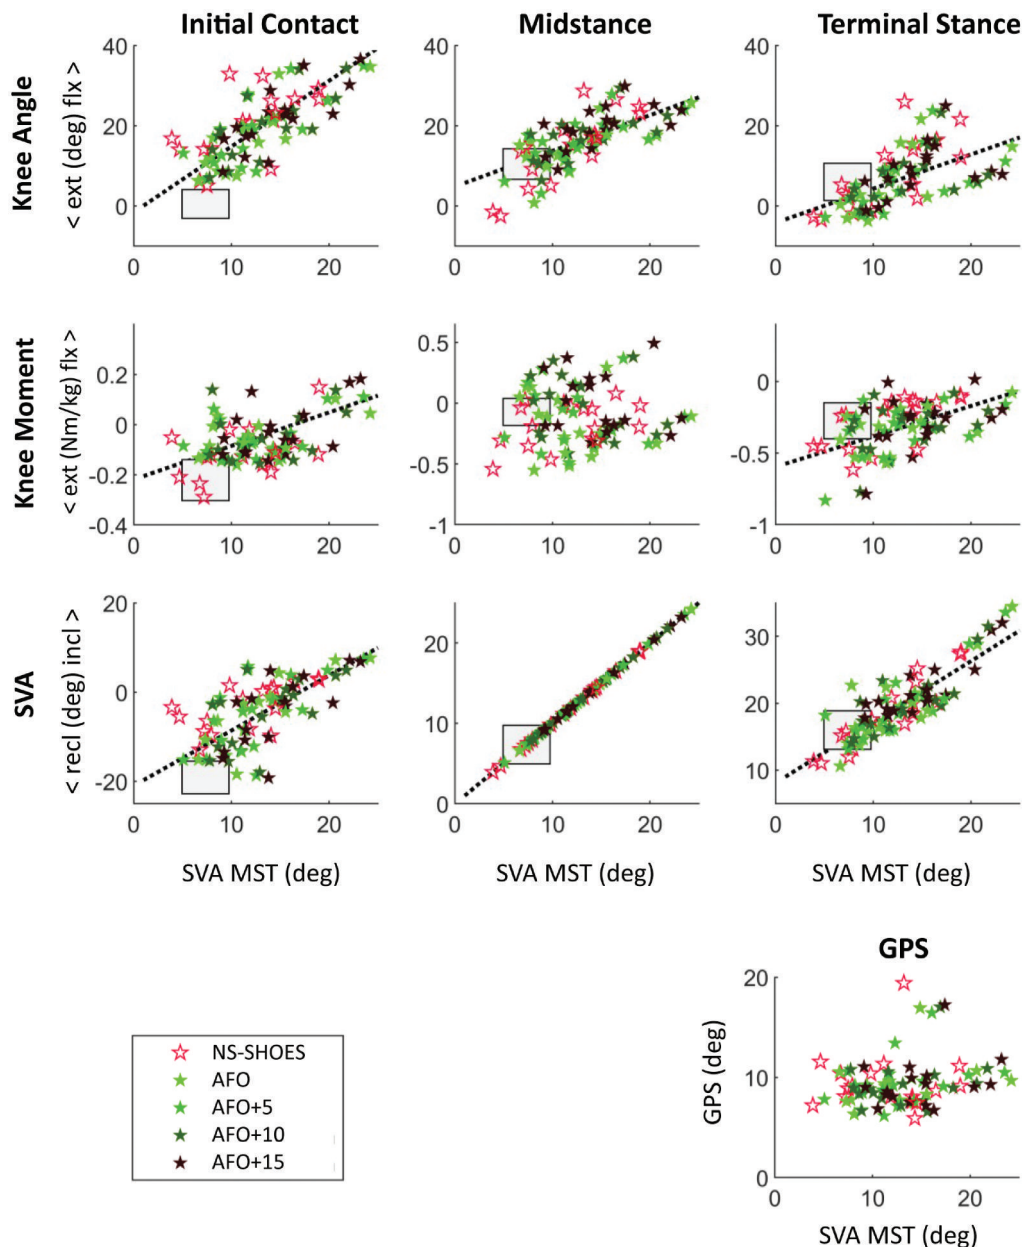 Initial Contact Midstance Terminal Stance
Knee Angle
< ext (deg) flx >
40
20
0
0 10 20
40
20
0
0 10 20
40
20
0
0 10 20
Knee Moment
< ext (Nm/kg) flx >
0.2
0
-0.2
-0.4
0 10 20
0.5
0
-0.5
-1
0 10 20
0
-0.5
-1
0 10 20
SVA
< recl (deg) incl >
20
0
-20
0 10 20
20
10
0
0 10 20
30
20
10
0 10 20
SVA MST (deg) SVA MST (deg) SVA MST (deg)
GPS
GPS (deg)
20
10
0
0 10 20
SVA MST (deg)
NS-SHOES
AFO
AFO+5
AFO+10
AFO+15